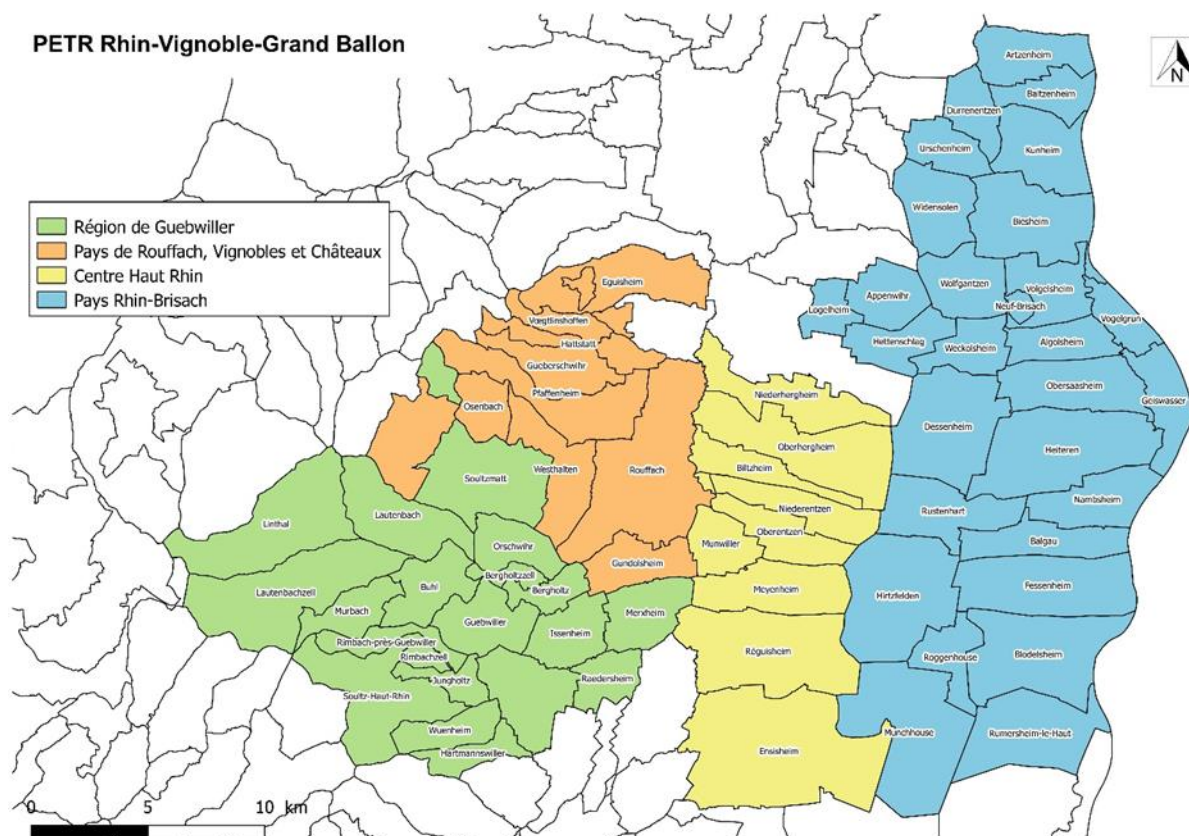 PETR Rhin-Vignoble-Grand Ballon
N
Région de Guebwiller
Pays de Rouffach, Vignobles et Châteaux
Centre Haut Rhin
Pays Rhin-Brisach
Artzenheim
Baltzenheim
Durrenentzen
Urschenheim
Kunheim
Widensolen
Biesheim
Eguisheim
Wolfgantzen
Volgelsheim
Appenwihr
Logelheim
Neuf-Brisach
Vogelgrun
Vœgtlinshoffen
Hattstatt
Hettenschlag
Weckolsheim
Algolsheim
Gueberschwihr
Pfaffenheim
Niederhergheim
Obersaasheim
Geiswasser
Osenbach
Dessenheim
Oberhergheim
Heiteren
Soultzmatt
Westhalten
Rouffach
Biltzheim
Nambsheim
Linthal
Lautenbach
Niederentzen
Rustenhart
Oberentzen
Munwiller
Balgau
Orschwihr
Gundolsheim
Bergholtzzell
Bergholtz
Buhl
Lautenbachzell
Meyenheim
Hirtzfelden
Fessenheim
Murbach
Merxheim
Guebwiller
Issenheim
Rimbach-près-Guebwiller
Rimbachzell
Réguisheim
Roggenhouse
Blodelsheim
Jungholtz
Raedersheim
Soultz-Haut-Rhin
Wuenheim
Munchhouse
Rumersheim-le-Haut
Ensisheim
Hartmannswiller
0 5 10 km